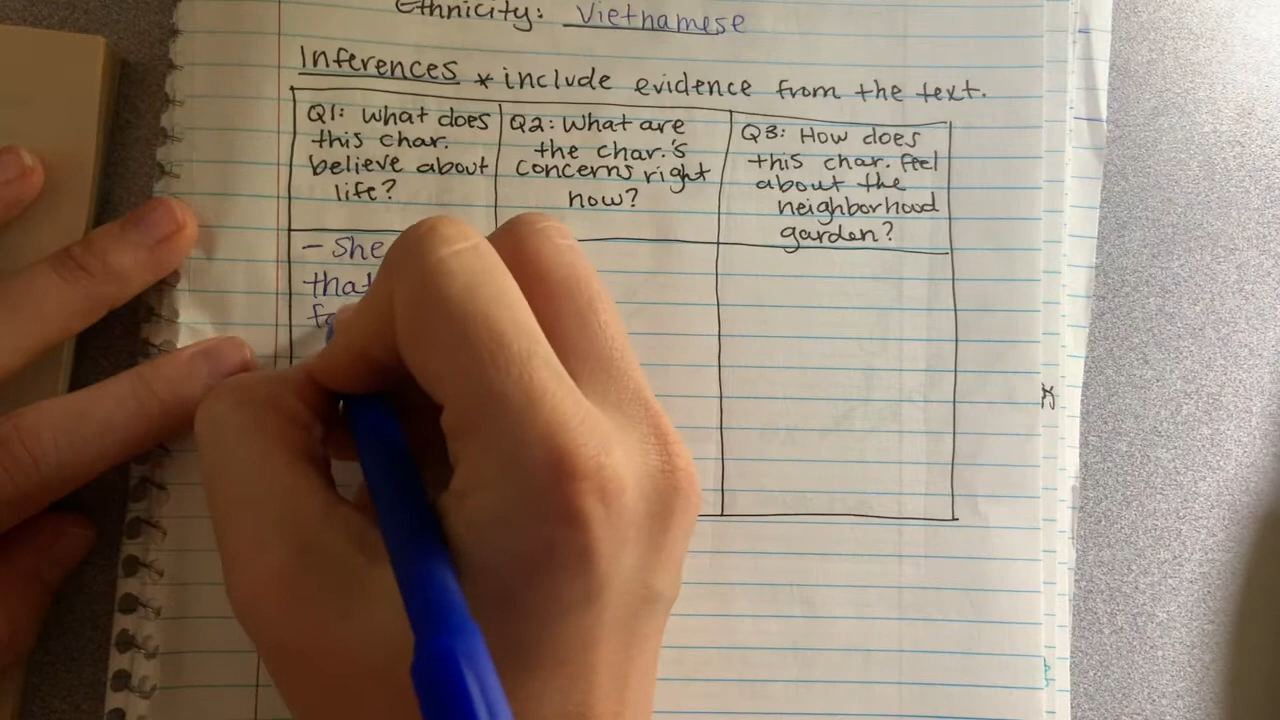 Ethnicity: Vietnamese
Inferences * include evidence from the text.
Q1: What does
this char.
believe about
life?
Q2: What are
the char.'s
concerns right
now?
Q3: How does
this char. feel
about the
neighborhood
garden?
- She
that